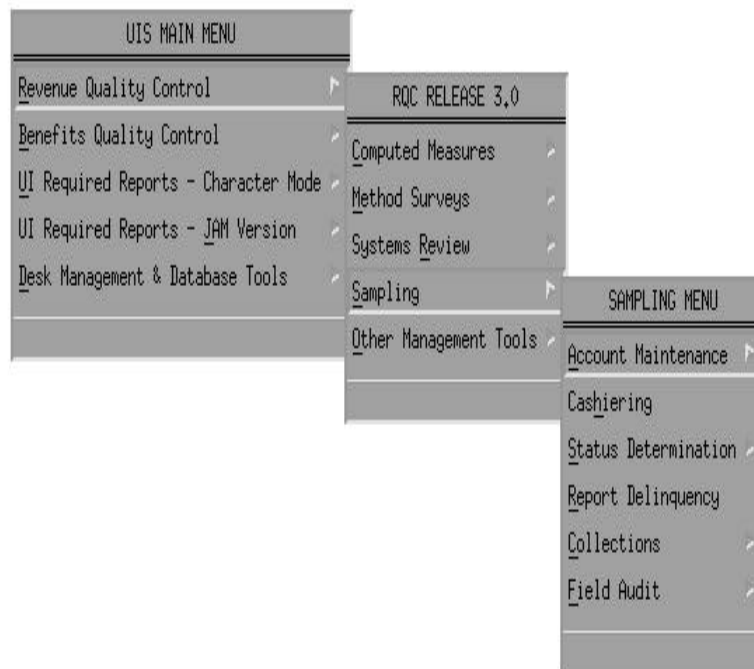 UIS MAIN MENU
Revenue Quality Control
Benefits Quality Control
UI Required Reports - Character Mode
UI Required Reports - JAM Version
Desk Management & Database Tools
RQC RELEASE 3.0
Computed Measures
Method Surveys
Systems Review
Sampling
Other Management Tools
SAMPLING MENU
Account Maintenance
Cashiering
Status Determination
Report Delinquency
Collections
Field Audit